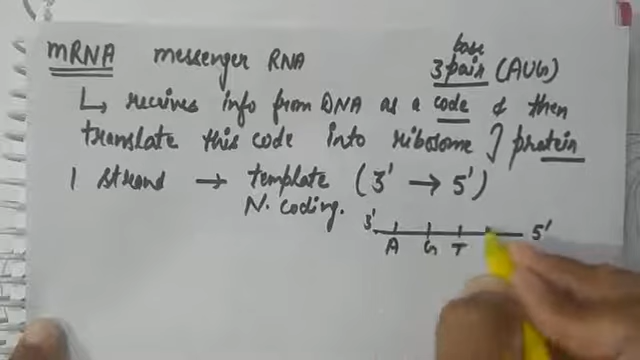 mRNA messenger RNA
base
3 pair (AUG)
↳ receives info from DNA as a code & then
translate this code into ribosome } protein
1 strand → template (3' → 5')
N. coding.
3' 5'
A G T